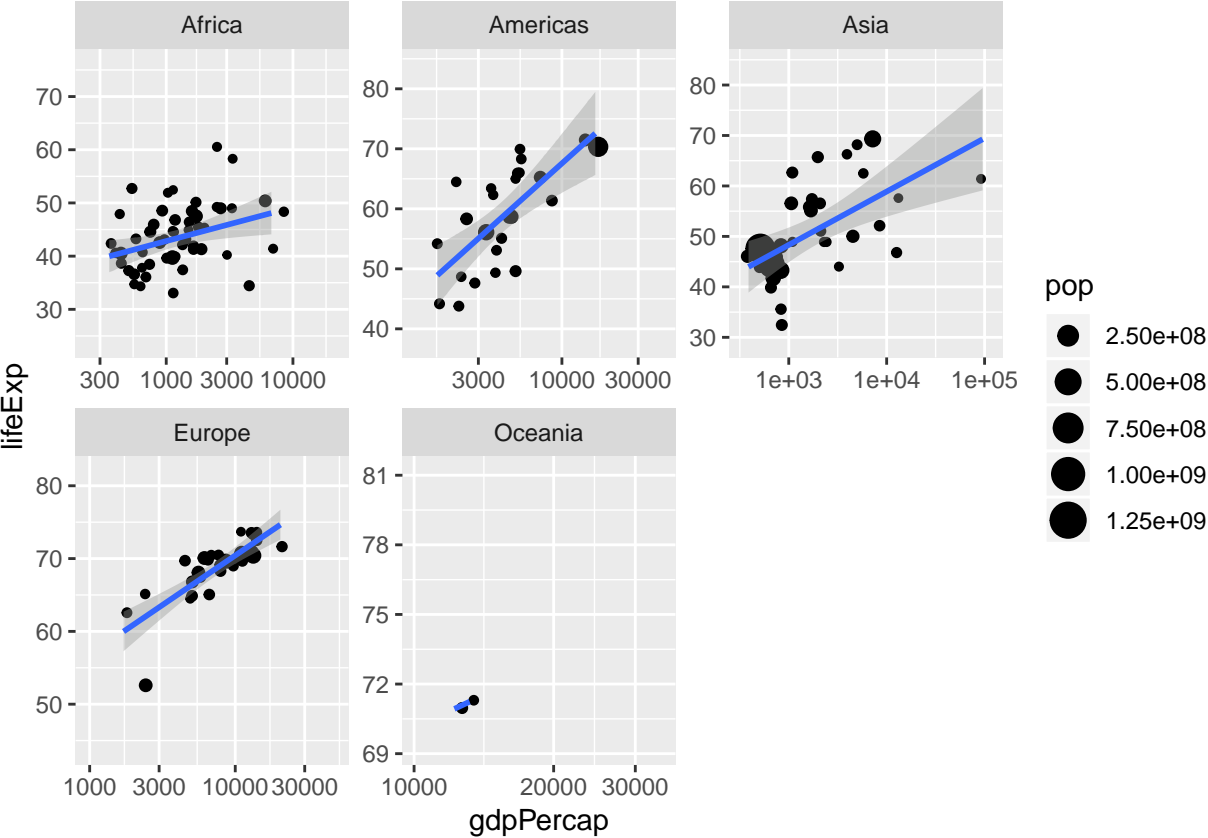 Africa
Americas
Asia
70
60
50
40
30
80
70
60
50
40
80
70
60
50
40
30
300 1000 3000 10000
3000 10000 30000
1e+03 1e+04 1e+05
lifeExp
Europe
Oceania
80
70
60
50
81
78
75
72
69
1000 3000 10000 30000
10000 20000 30000
gdpPercap
pop
2.50e+08
5.00e+08
7.50e+08
1.00e+09
1.25e+09